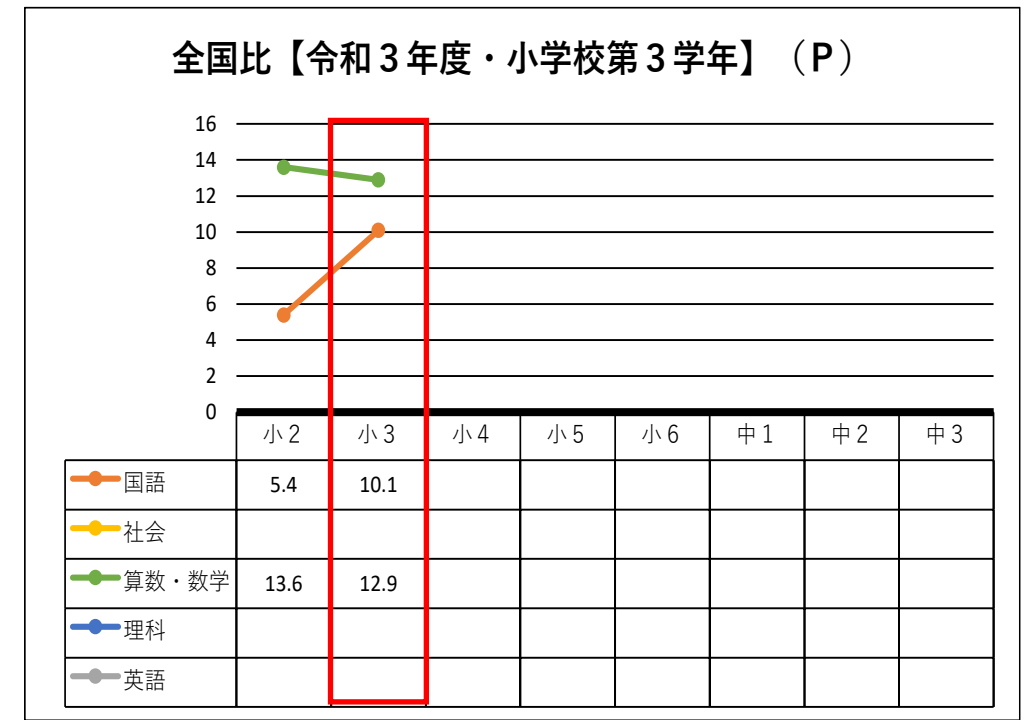 全国比【令和３年度・小学校第３学年】（Ｐ）
16
14
12
10
8
6
4
2
0
小２ 小３ 小４ 小５ 小６ 中１ 中２ 中３
国語 5.4 10.1
社会
算数・数学 13.6 12.9
理科
英語